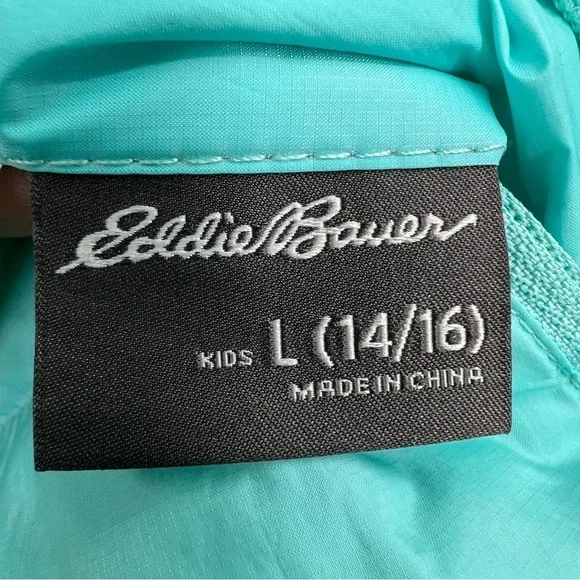 Eddie Bauer
KIDS L (14/16)
MADE IN CHINA